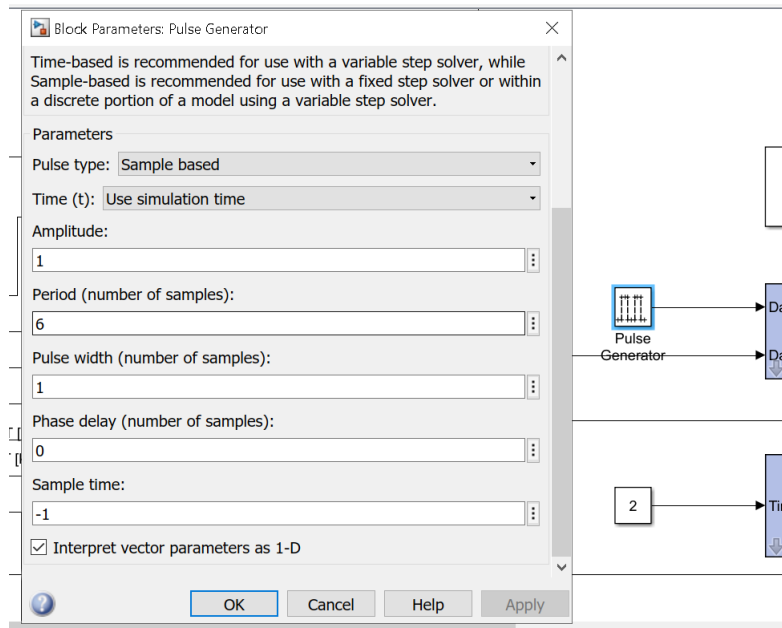 Block Parameters: Pulse Generator
Time-based is recommended for use with a variable step solver, while
Sample-based is recommended for use with a fixed step solver or within
a discrete portion of a model using a variable step solver.
Parameters
Pulse type: Sample based
Time (t): Use simulation time
Amplitude:
1
Period (number of samples):
6
Pulse width (number of samples):
1
Phase delay (number of samples):
0
Sample time:
-1
Interpret vector parameters as 1-D
OK Cancel Help Apply
Pulse
Generator
2